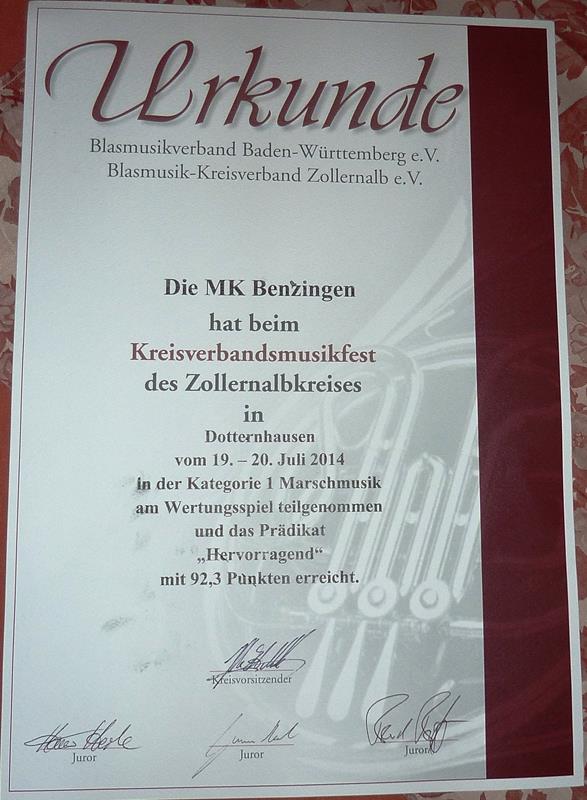 Urkunde
Blasmusikverband Baden-Württemberg e.V.
Blasmusik-Kreisverband Zollernalb e.V.
Die MK Benzingen
hat beim
Kreisverbandsmusikfest
des Zollernalbkreises
in
Dotternhausen
vom 19. – 20. Juli 2014
in der Kategorie 1 Marschmusik
am Wertungsspiel teilgenommen
und das Prädikat
„Hervorragend“
mit 92,3 Punkten erreicht.
Kreisvorsitzender
Juror
Juror
Juror